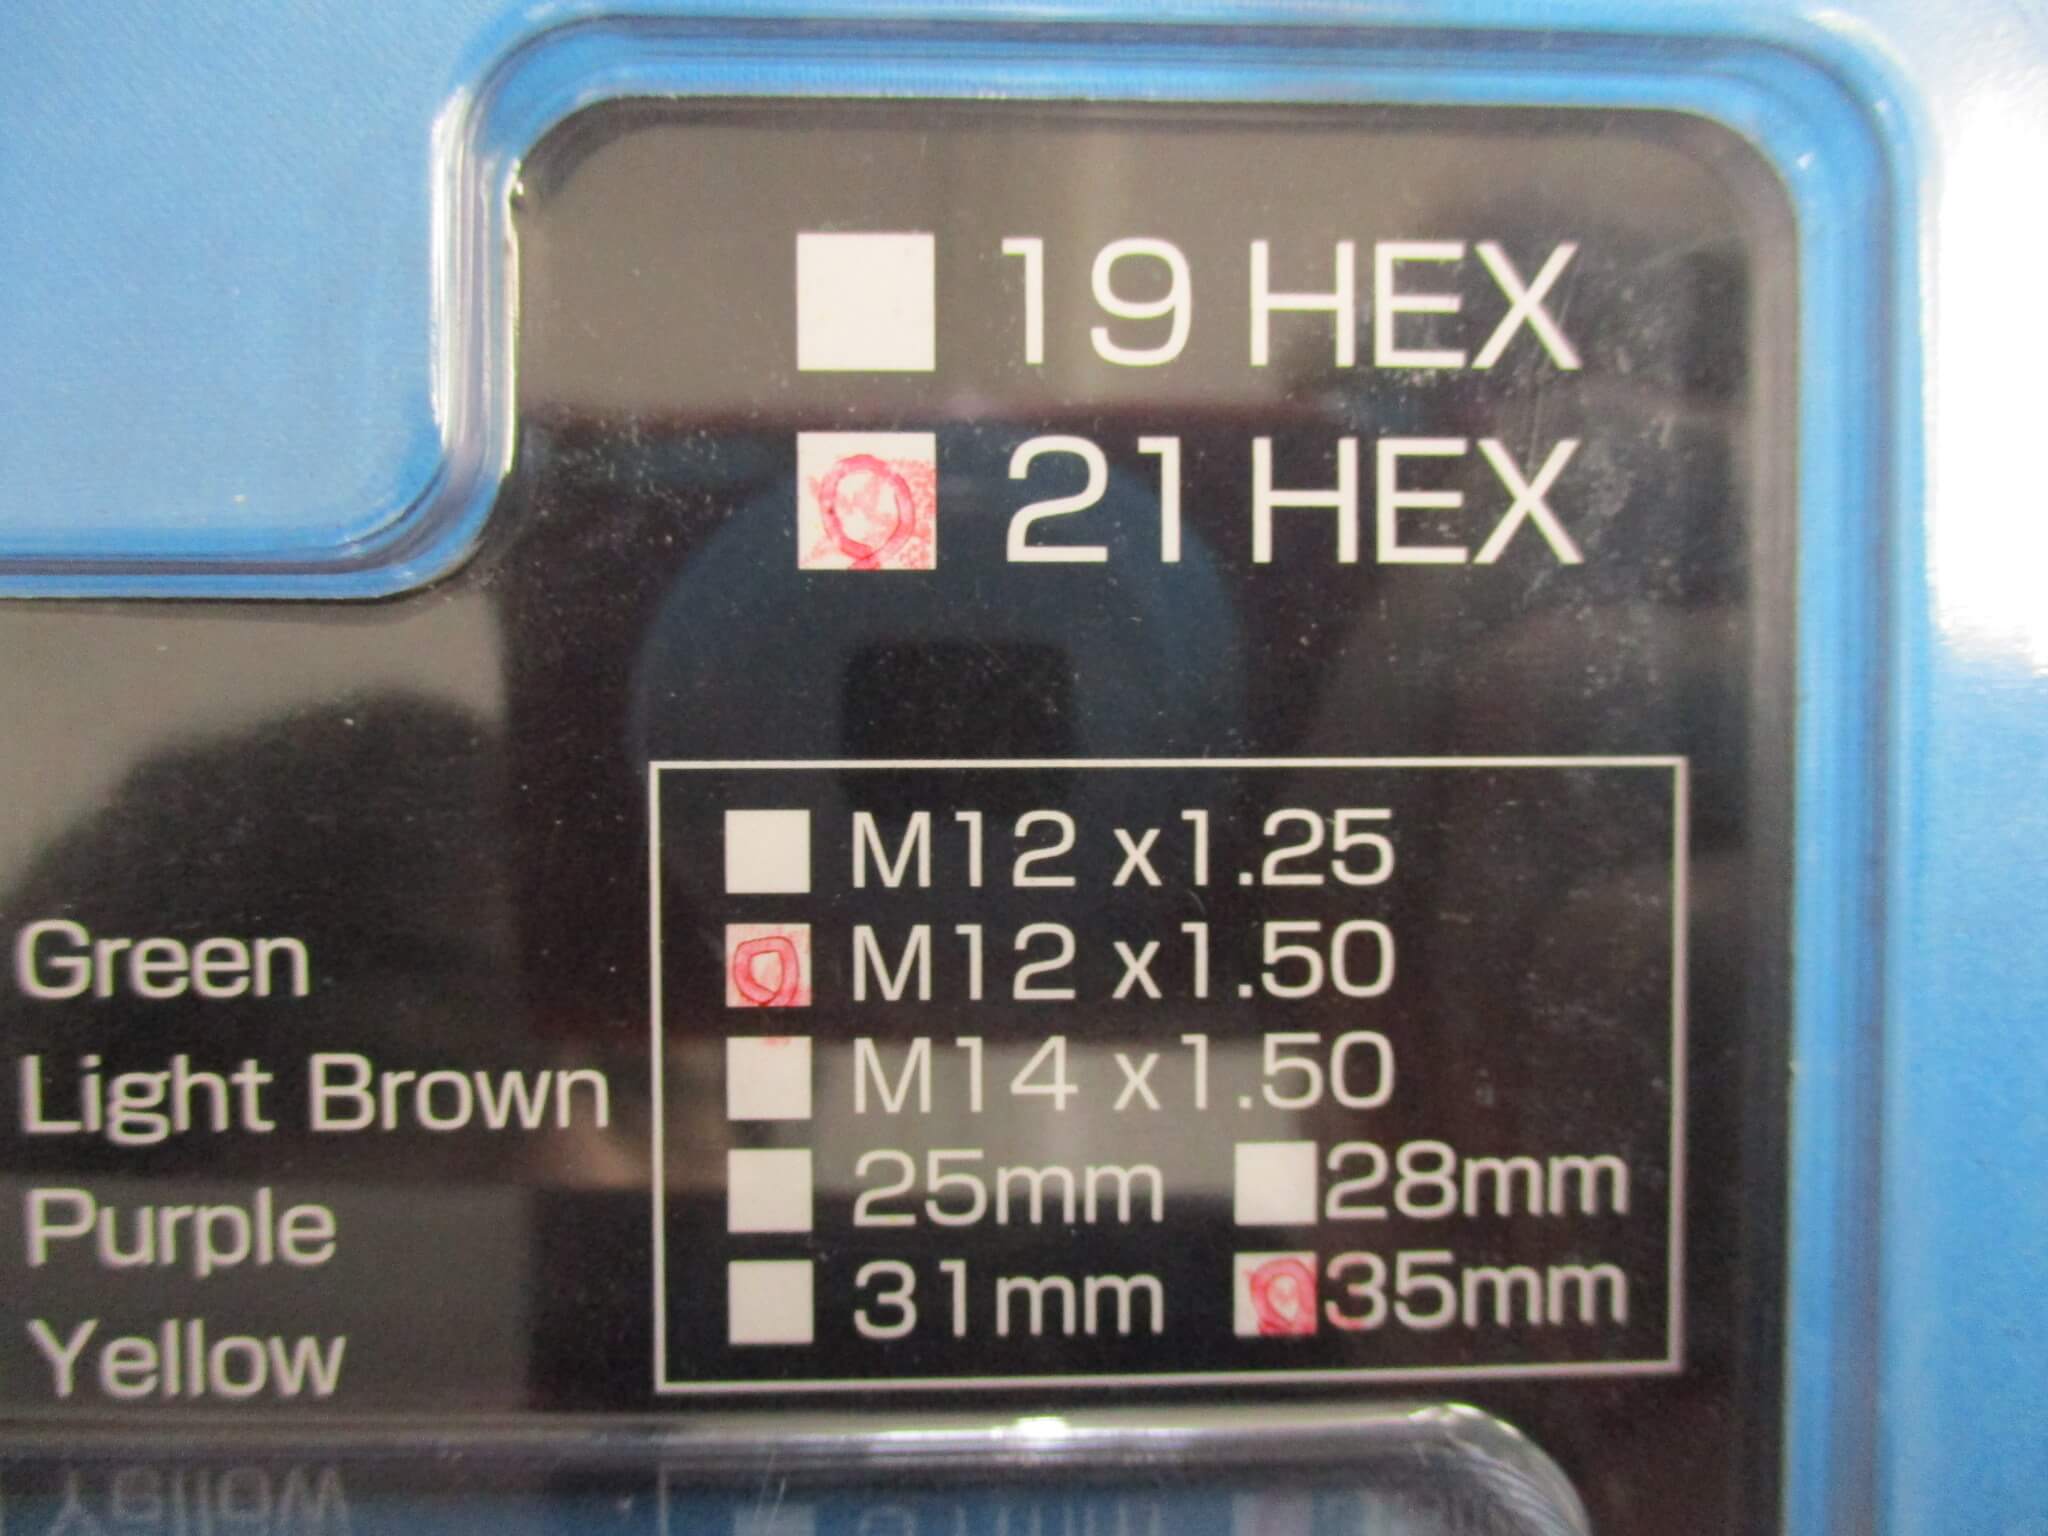 19 HEX
21 HEX
M12 x1.25
M12 x1.50
M14 x1.50
25mm 28mm
31mm 35mm
Green
Light Brown
Purple
Yellow